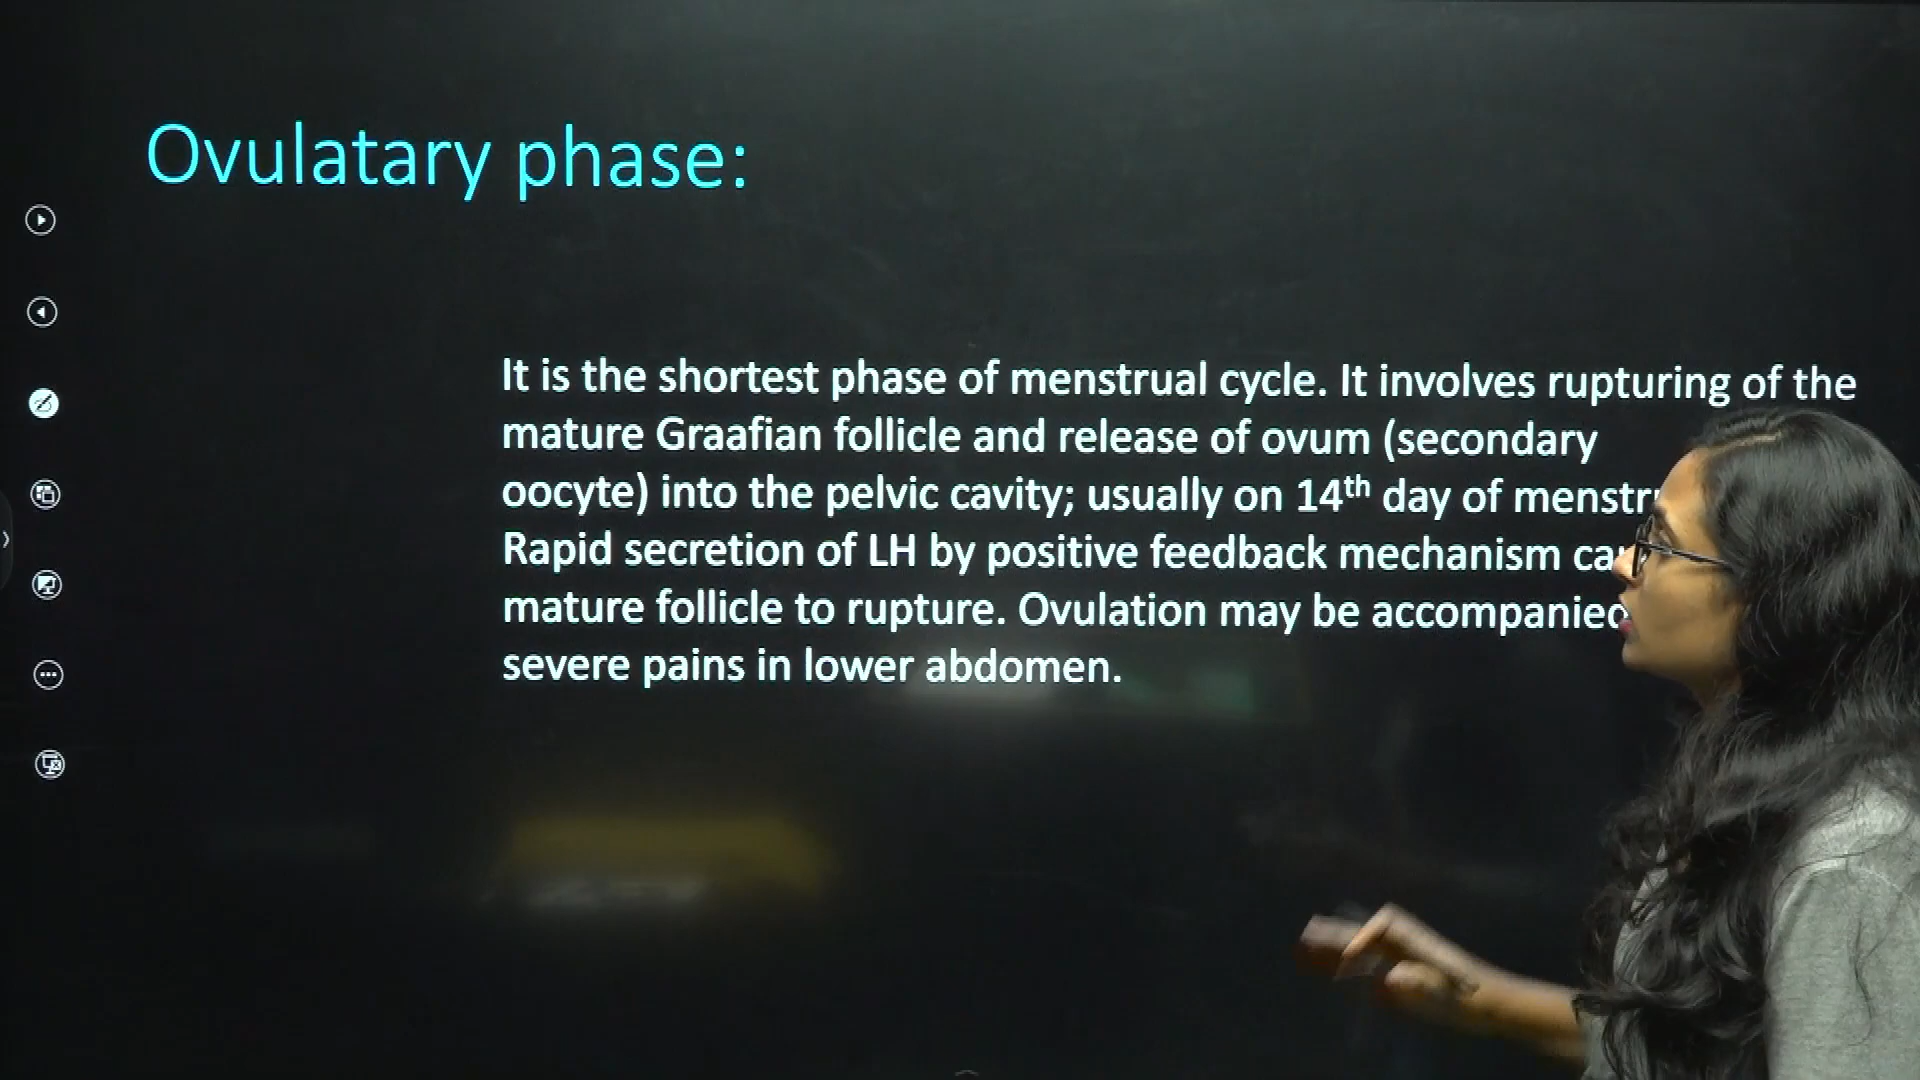 Ovulatary phase:
It is the shortest phase of menstrual cycle. It involves rupturing of the
mature Graafian follicle and release of ovum (secondary
oocyte) into the pelvic cavity; usually on 14th day of
Rapid secretion of LH by positive feedback mechanism
mature follicle to rupture. Ovulation may be accompanied
severe pains in lower abdomen.